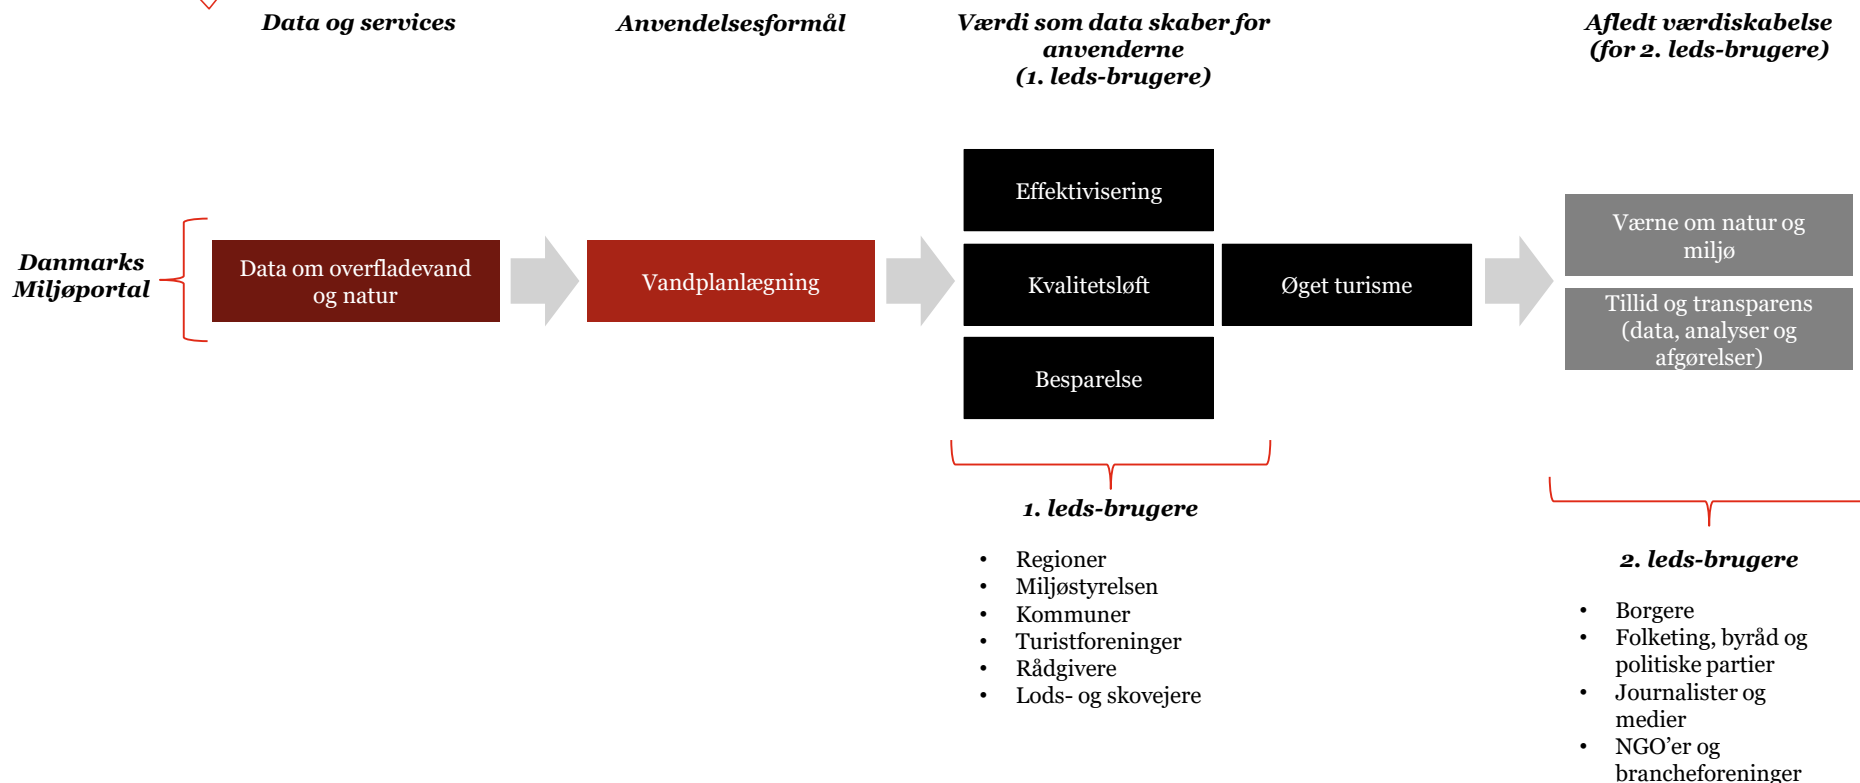 Data og services
Anvendelsesformål
Værdi som data skaber for
anvenderne
(1. leds-brugere)
Afledt værdiskabelse
(for 2. leds-brugere)
Danmarks
Miljøportal
Data om overfladevand
og natur
Vandplanlægning
Effektivisering
Kvalitetsløft
Besparelse
Øget turisme
Værne om natur og
miljø
Tillid og transparens
(data, analyser og
afgørelser)
1. leds-brugere
• Regioner
• Miljøstyrelsen
• Kommuner
• Turistforeninger
• Rådgivere
• Lods- og skovejere
2. leds-brugere
• Borgere
• Folketing, byråd og
politiske partier
• Journalister og
medier
• NGO’er og
brancheforeninger